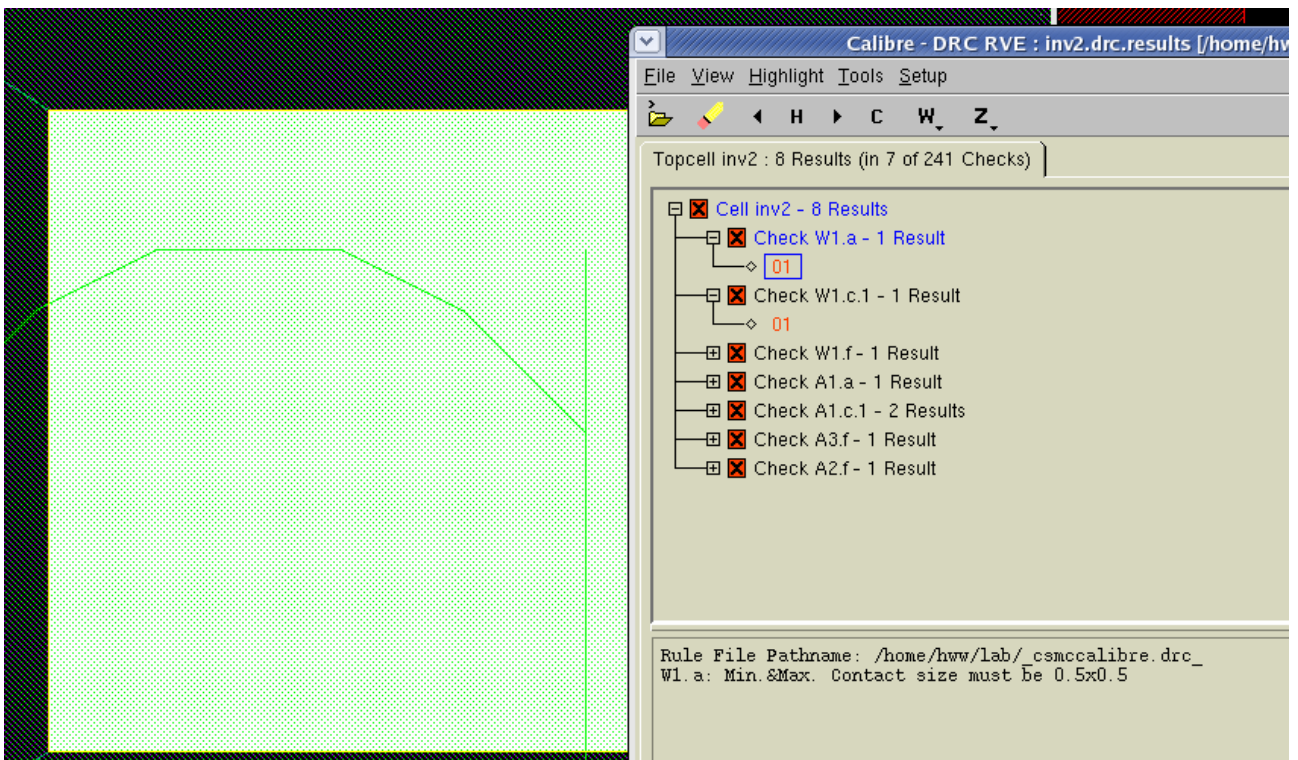 Calibre - DRC RVE : inv2.drc.results [/home/hw
File View Highlight Tools Setup
H C W Z
Topcell inv2 : 8 Results (in 7 of 241 Checks)
Cell inv2 - 8 Results
Check W1.a - 1 Result
01
Check W1.c.1 - 1 Result
01
Check W1.f - 1 Result
Check A1.a - 1 Result
Check A1.c.1 - 2 Results
Check A3.f - 1 Result
Check A2.f - 1 Result
Rule File Pathname: /home/hww/lab/_csmccalibre.drc_
W1.a: Min.&Max. Contact size must be 0.5x0.5